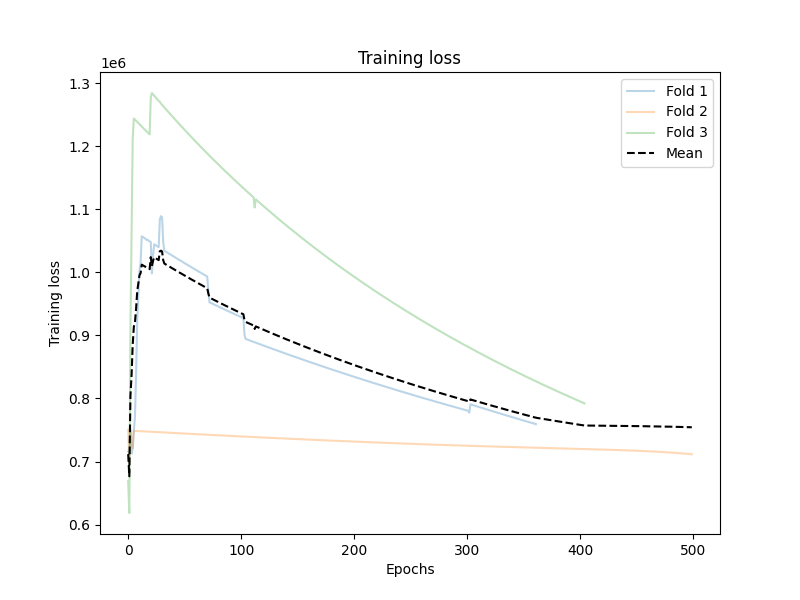 Training loss
1e6
1.3
1.2
1.1
1.0
0.9
0.8
0.7
0.6
Training loss
0
100
200
300
400
500
Epochs
Fold 1
Fold 2
Fold 3
Mean